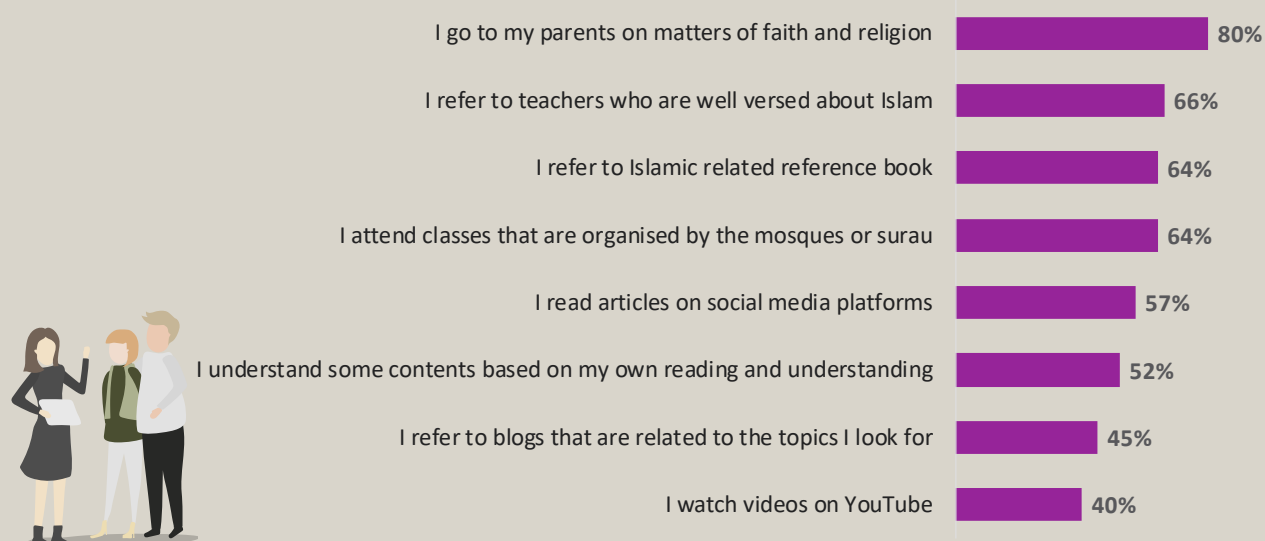 I go to my parents on matters of faith and religion 80%
I refer to teachers who are well versed about Islam 66%
I refer to Islamic related reference book 64%
I attend classes that are organised by the mosques or surau 64%
I read articles on social media platforms 57%
I understand some contents based on my own reading and understanding 52%
I refer to blogs that are related to the topics I look for 45%
I watch videos on YouTube 40%